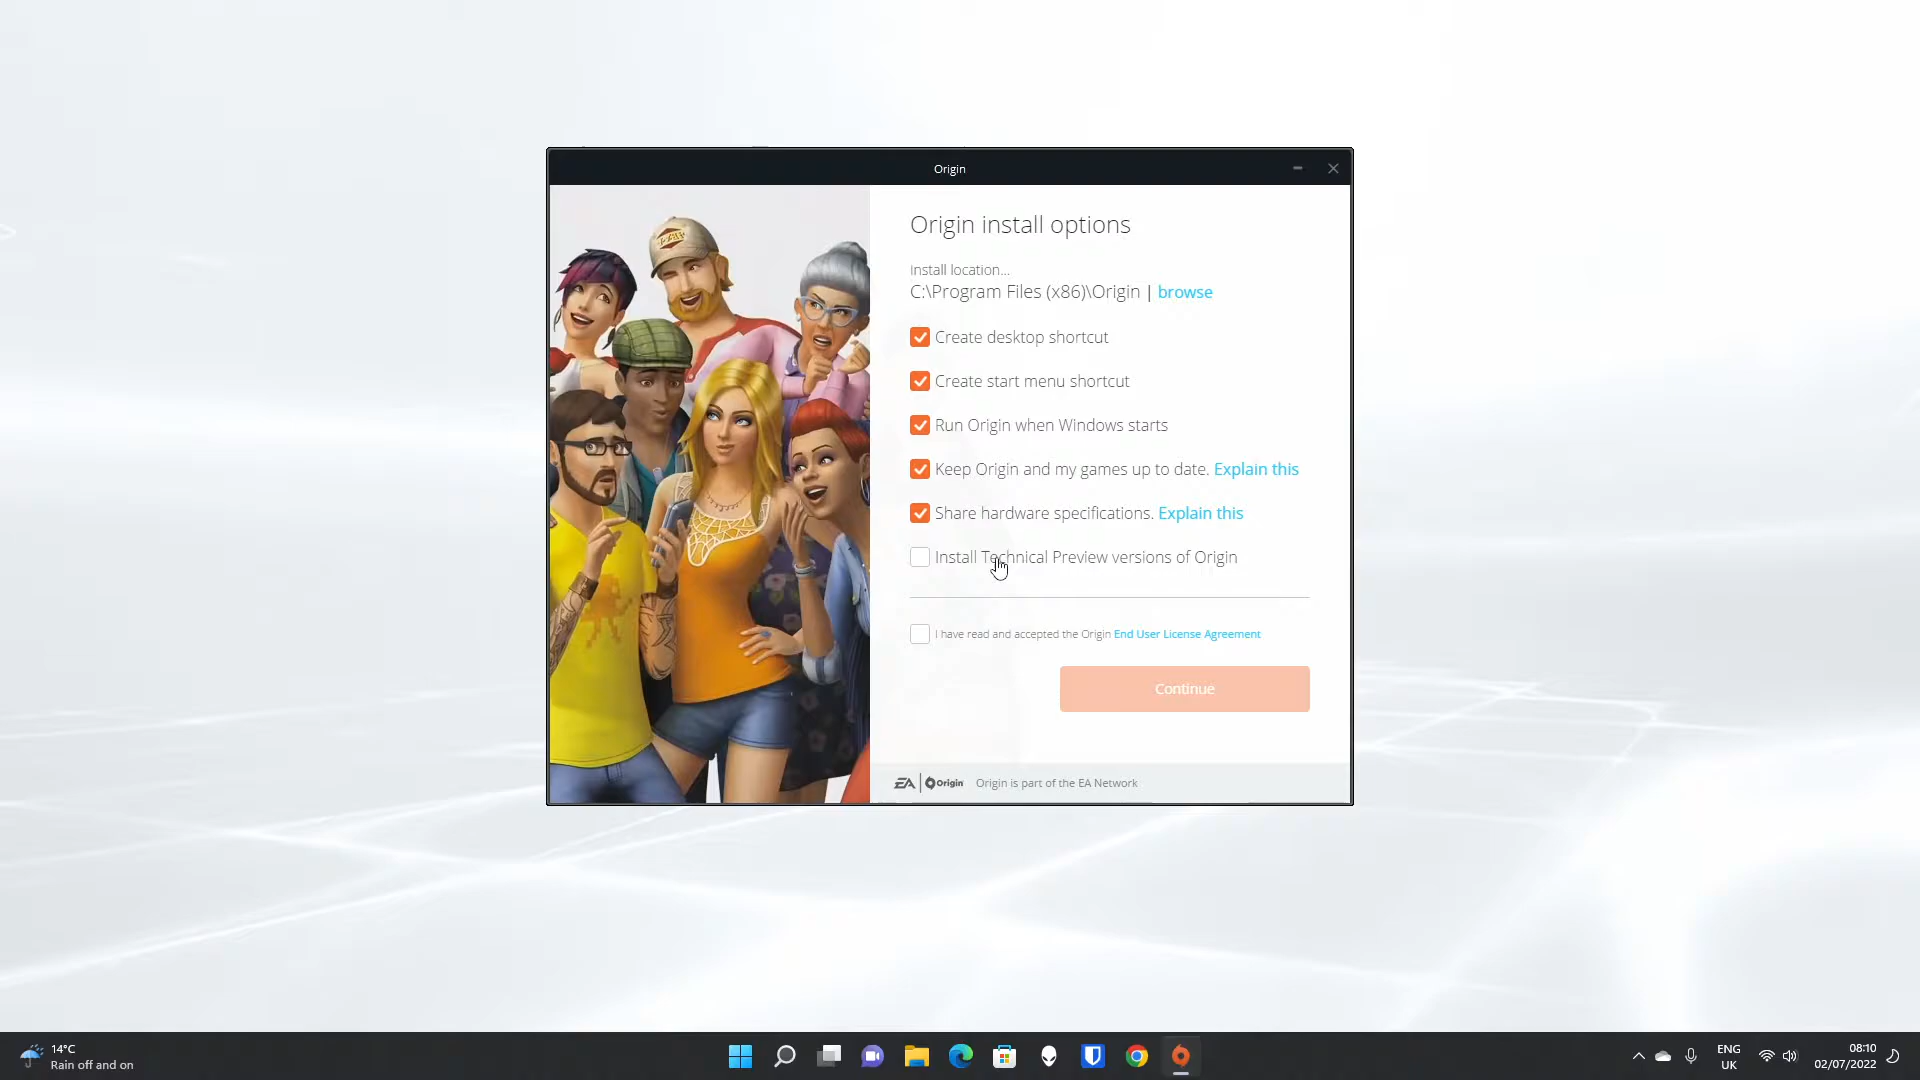 Origin
Origin install options
Install location...
C:\Program Files (x86)\Origin | browse
Create desktop shortcut
Create start menu shortcut
Run Origin when Windows starts
Keep Origin and my games up to date. Explain this
Share hardware specifications. Explain this
Install Technical Preview versions of Origin
I have read and accepted the Origin End User License Agreement
Continue
EA | Origin Origin is part of the EA Network
14°C
Rain off and on
ENG
UK
08:10
02/07/2022